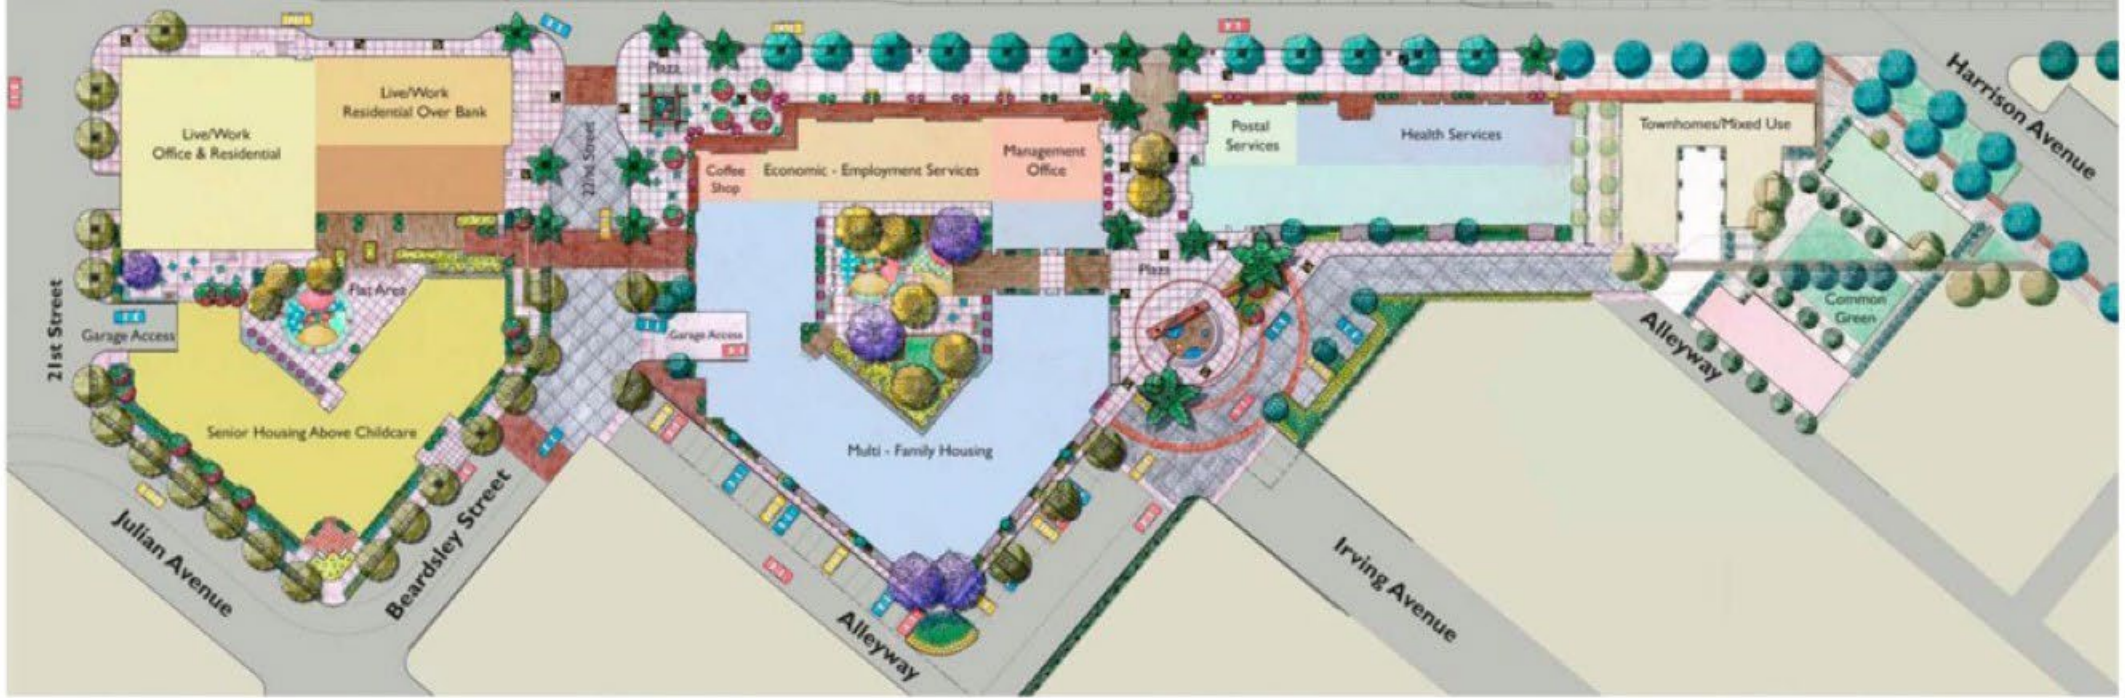 Harrison Avenue
Plaza
Live/Work
Residential Over Bank
Live/Work
Office & Residential
22nd Street
Postal
Services
Health Services
Townhomes/Mixed Use
Coffee
Shop
Economic - Employment Services
Management
Office
Plaza
Flat Area
Common
Green
21st Street
Garage Access
Garage Access
Alleyway
Senior Housing Above Childcare
Multi - Family Housing
Julian Avenue
Beardsley Street
Irving Avenue
Alleyway